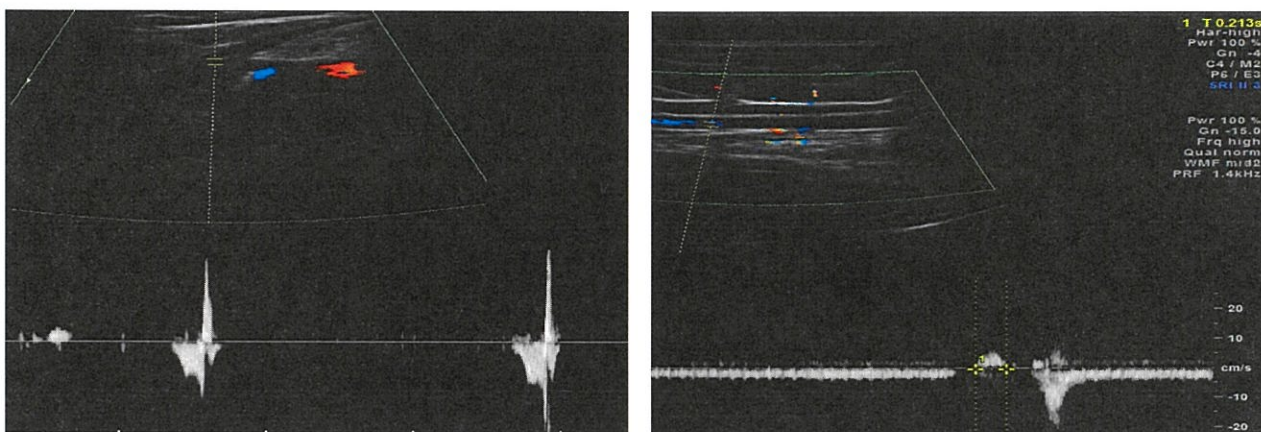 1 T 0.213s
Har-high
Pwr 100 %
Gn -4
C4 / M2
P6 / E3
SRI II 3
Pwr 100 %
Gn -15.0
Frq high
Qual norm
WMF mid2
PRF 1.4kHz
20
10
cm/s
-10
-20
1